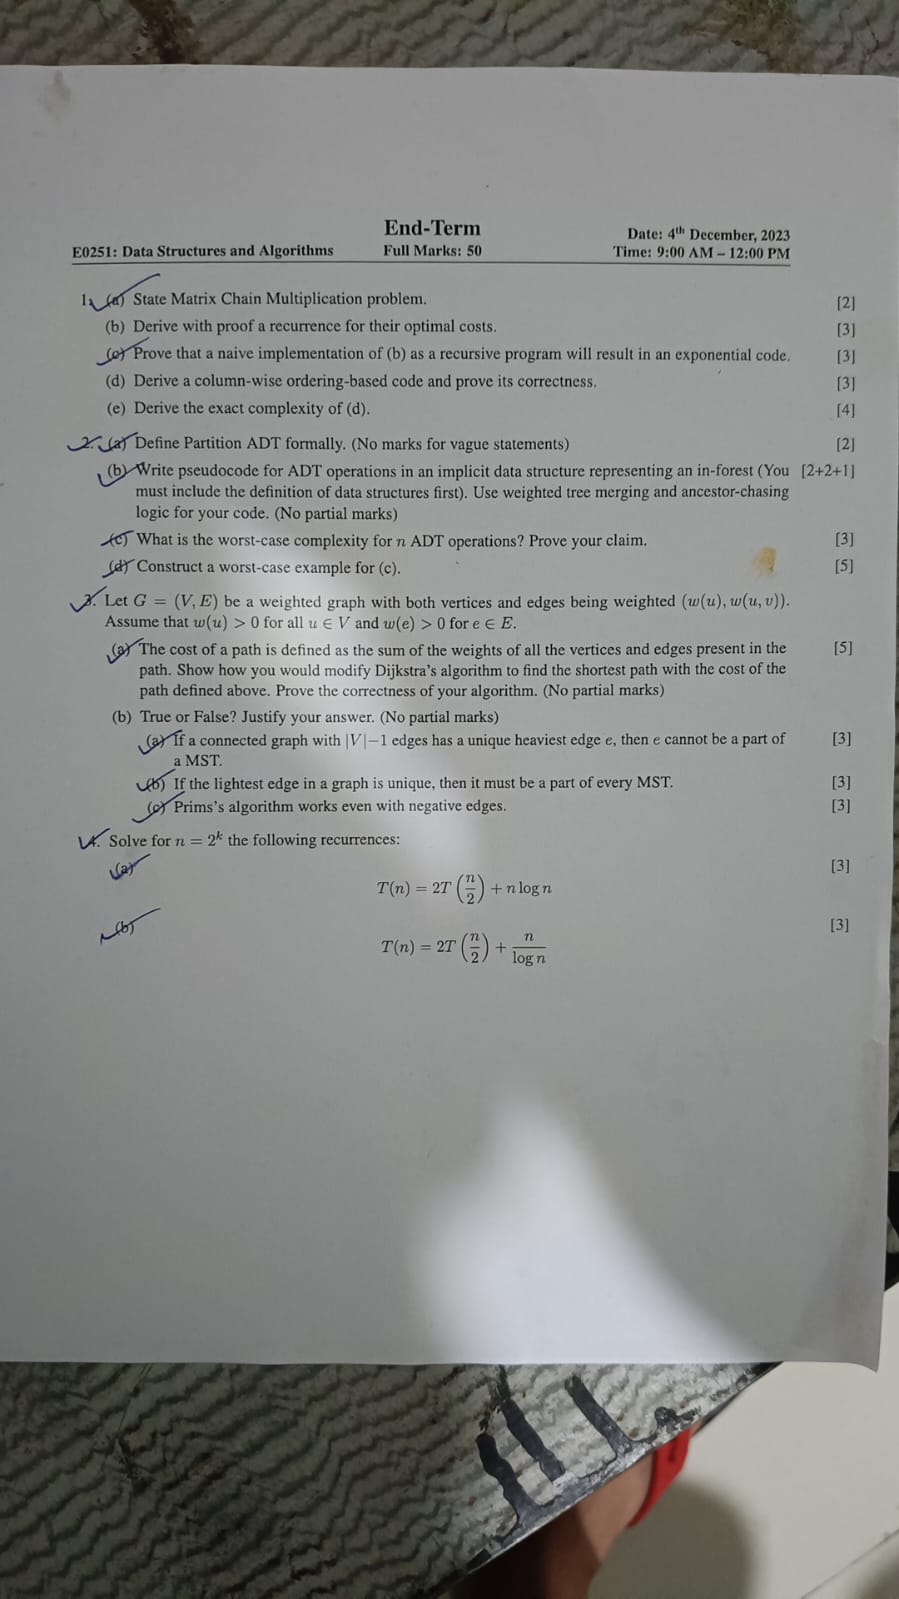 End-Term
E0251: Data Structures and Algorithms Full Marks: 50 Date: 4th December, 2023
Time: 9:00 AM – 12:00 PM
1. (a) State Matrix Chain Multiplication problem. [2]
(b) Derive with proof a recurrence for their optimal costs. [3]
(c) Prove that a naive implementation of (b) as a recursive program will result in an exponential code. [3]
(d) Derive a column-wise ordering-based code and prove its correctness. [3]
(e) Derive the exact complexity of (d). [4]
2. (a) Define Partition ADT formally. (No marks for vague statements) [2]
(b) Write pseudocode for ADT operations in an implicit data structure representing an in-forest (You [2+2+1]
must include the definition of data structures first). Use weighted tree merging and ancestor-chasing
logic for your code. (No partial marks)
(c) What is the worst-case complexity for n ADT operations? Prove your claim. [3]
(d) Construct a worst-case example for (c). [5]
3. Let G = (V, E) be a weighted graph with both vertices and edges being weighted (w(u), w(u, v)).
Assume that w(u) > 0 for all u ∈ V and w(e) > 0 for e ∈ E.
(a) The cost of a path is defined as the sum of the weights of all the vertices and edges present in the [5]
path. Show how you would modify Dijkstra's algorithm to find the shortest path with the cost of the
path defined above. Prove the correctness of your algorithm. (No partial marks)
(b) True or False? Justify your answer. (No partial marks)
(a) If a connected graph with |V|−1 edges has a unique heaviest edge e, then e cannot be a part of [3]
a MST.
(b) If the lightest edge in a graph is unique, then it must be a part of every MST. [3]
(c) Prims's algorithm works even with negative edges. [3]
4. Solve for n = 2^k the following recurrences:
(a) [3]
T(n) = 2T (n/2) + n log n
(b) [3]
T(n) = 2T (n/2) + n/log n